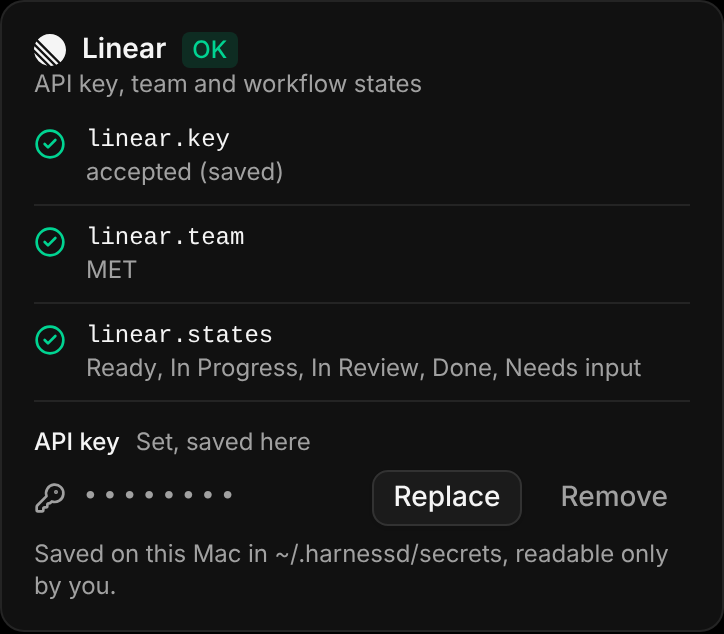 Linear OK
API key, team and workflow states
linear.key
accepted (saved)
linear.team
MET
linear.states
Ready, In Progress, In Review, Done, Needs input
API key Set, saved here
•••••••• Replace Remove
Saved on this Mac in ~/.harnessd/secrets, readable only
by you.